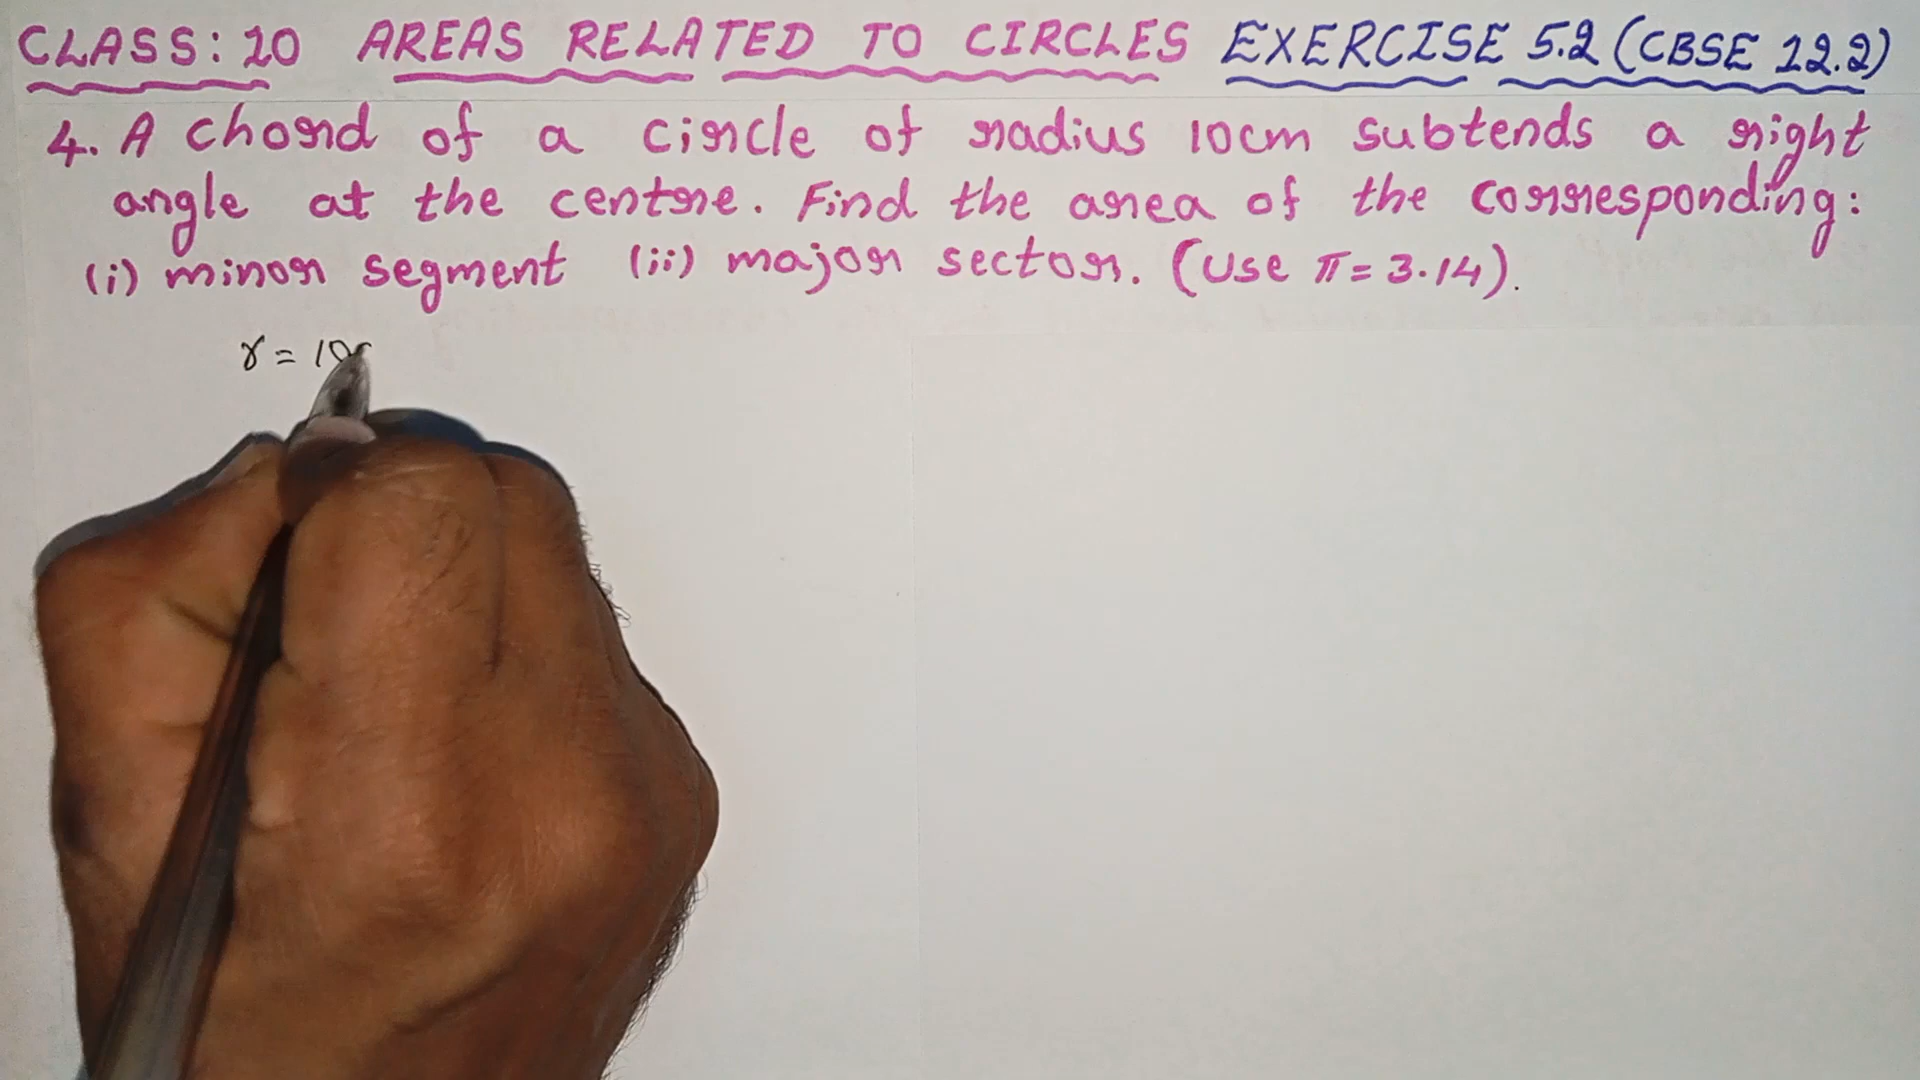 CLASS: 10 AREAS RELATED TO CIRCLES EXERCISE 5.2 (CBSE 12.2)
4. A chord of a circle of radius 10cm subtends a right
angle at the centre. Find the area of the corresponding:
(i) minor segment (ii) major sector. (Use π = 3.14).
r = 10